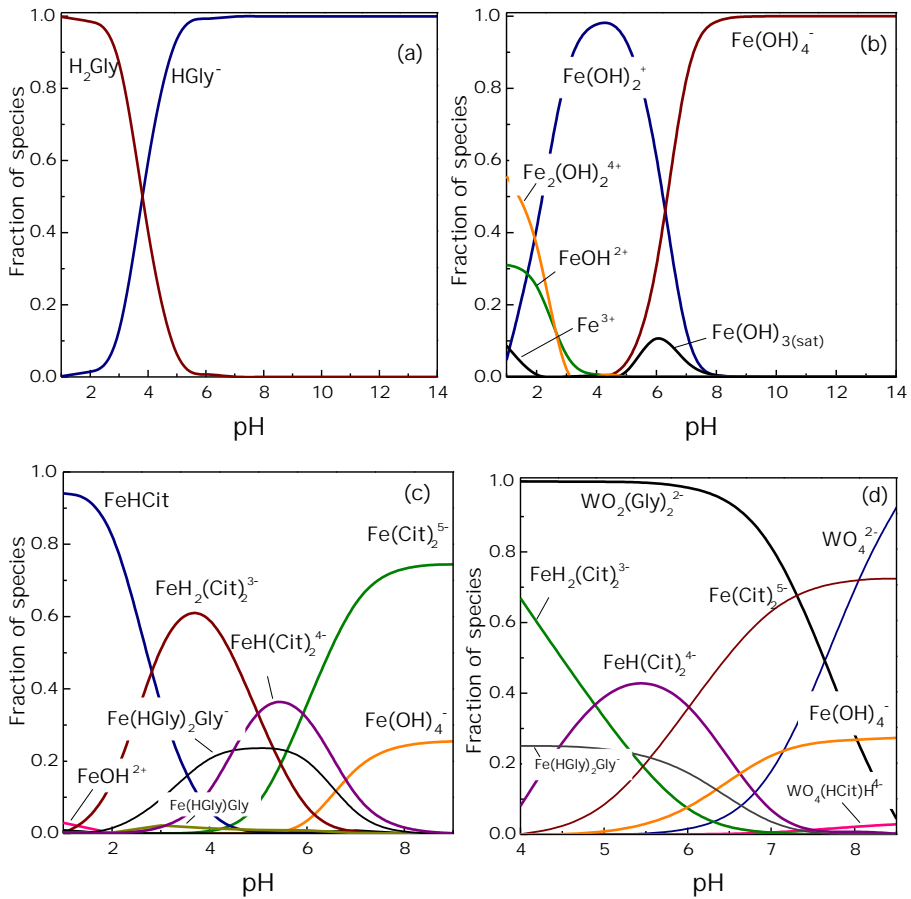 (a)
H₂Gly
HGly⁻
Fraction of species
1.0
0.8
0.6
0.4
0.2
0.0
2 4 6 8 10 12 14
pH
(b)
Fe(OH)₂⁺
Fe(OH)₄⁻
Fe₂(OH)₂⁴⁺
FeOH²⁺
Fe³⁺
Fe(OH)₃₍sat₎
Fraction of species
1.0
0.8
0.6
0.4
0.2
0.0
2 4 6 8 10 12 14
pH
(c)
FeHCit
Fe(Cit)₂⁵⁻
FeH₂(Cit)₂³⁻
FeH(Cit)₂⁴⁻
Fe(HGly)₂Gly⁻
Fe(OH)₄⁻
FeOH²⁺
Fe(HGly)Gly
Fraction of species
1.0
0.8
0.6
0.4
0.2
0.0
2 4 6 8
pH
(d)
WO₂(Gly)₂²⁻
WO₄²⁻
FeH₂(Cit)₂³⁻
Fe(Cit)₂⁵⁻
FeH(Cit)₂⁴⁻
Fe(OH)₄⁻
Fe(HGly)₂Gly⁻
WO₄(HCit)H⁴⁻
Fraction of species
1.0
0.8
0.6
0.4
0.2
0.0
4 5 6 7 8
pH